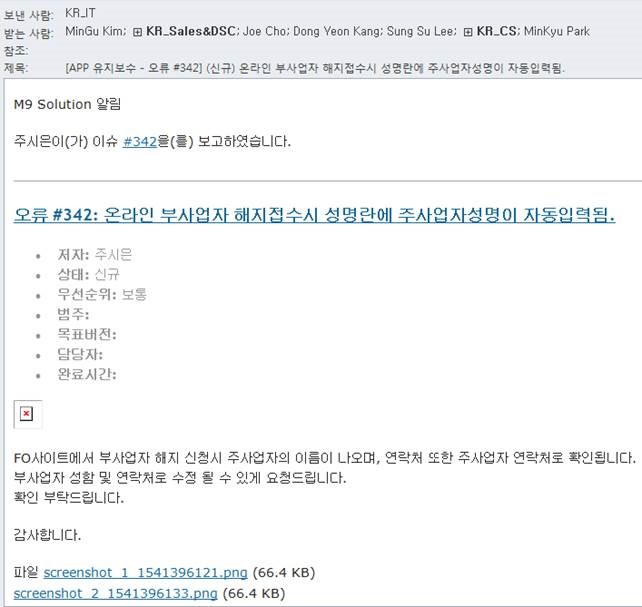 보낸 사람: KR_IT
받는 사람: MinGu Kim; KR_Sales&DSC; Joe Cho; Dong Yeon Kang; Sung Su Lee; KR_CS; MinKyu Park
참조:
제목: [APP 유지보수 - 오류 #342] (신규) 온라인 부사업자 해지접수시 성명란에 주사업자성명이 자동입력됨.
M9 Solution 알림
주시은이(가) 이슈 #342을(를) 보고하였습니다.
오류 #342: 온라인 부사업자 해지접수시 성명란에 주사업자성명이 자동입력됨.
• 저자: 주시은
• 상태: 신규
• 우선순위: 보통
• 범주:
• 목표버전:
• 담당자:
• 완료시간:
FO사이트에서 부사업자 해지 신청시 주사업자의 이름이 나오며, 연락처 또한 주사업자 연락처로 확인됩니다.
부사업자 성함 및 연락처로 수정 될 수 있게 요청드립니다.
확인 부탁드립니다.
감사합니다.
파일 screenshot_1_1541396121.png (66.4 KB)
screenshot_2_1541396133.png (66.4 KB)